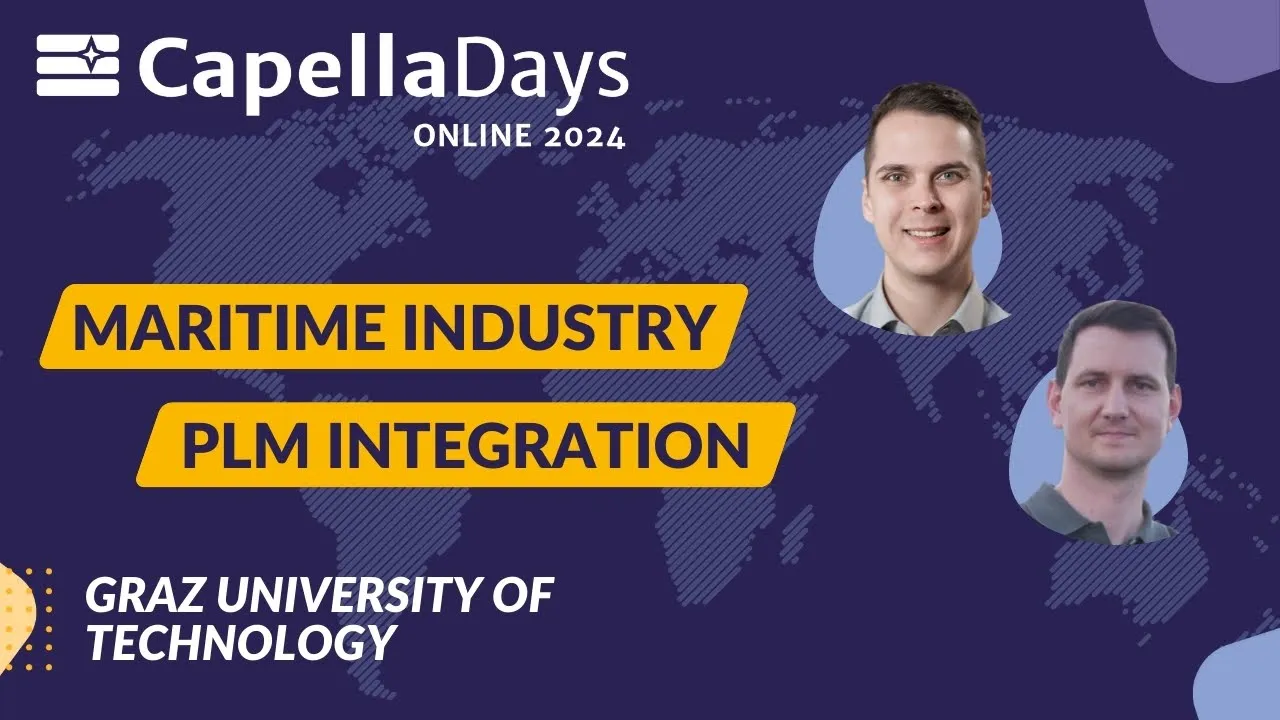 CapellaDays
ONLINE 2024
MARITIME INDUSTRY
PLM INTEGRATION
GRAZ UNIVERSITY OF
TECHNOLOGY